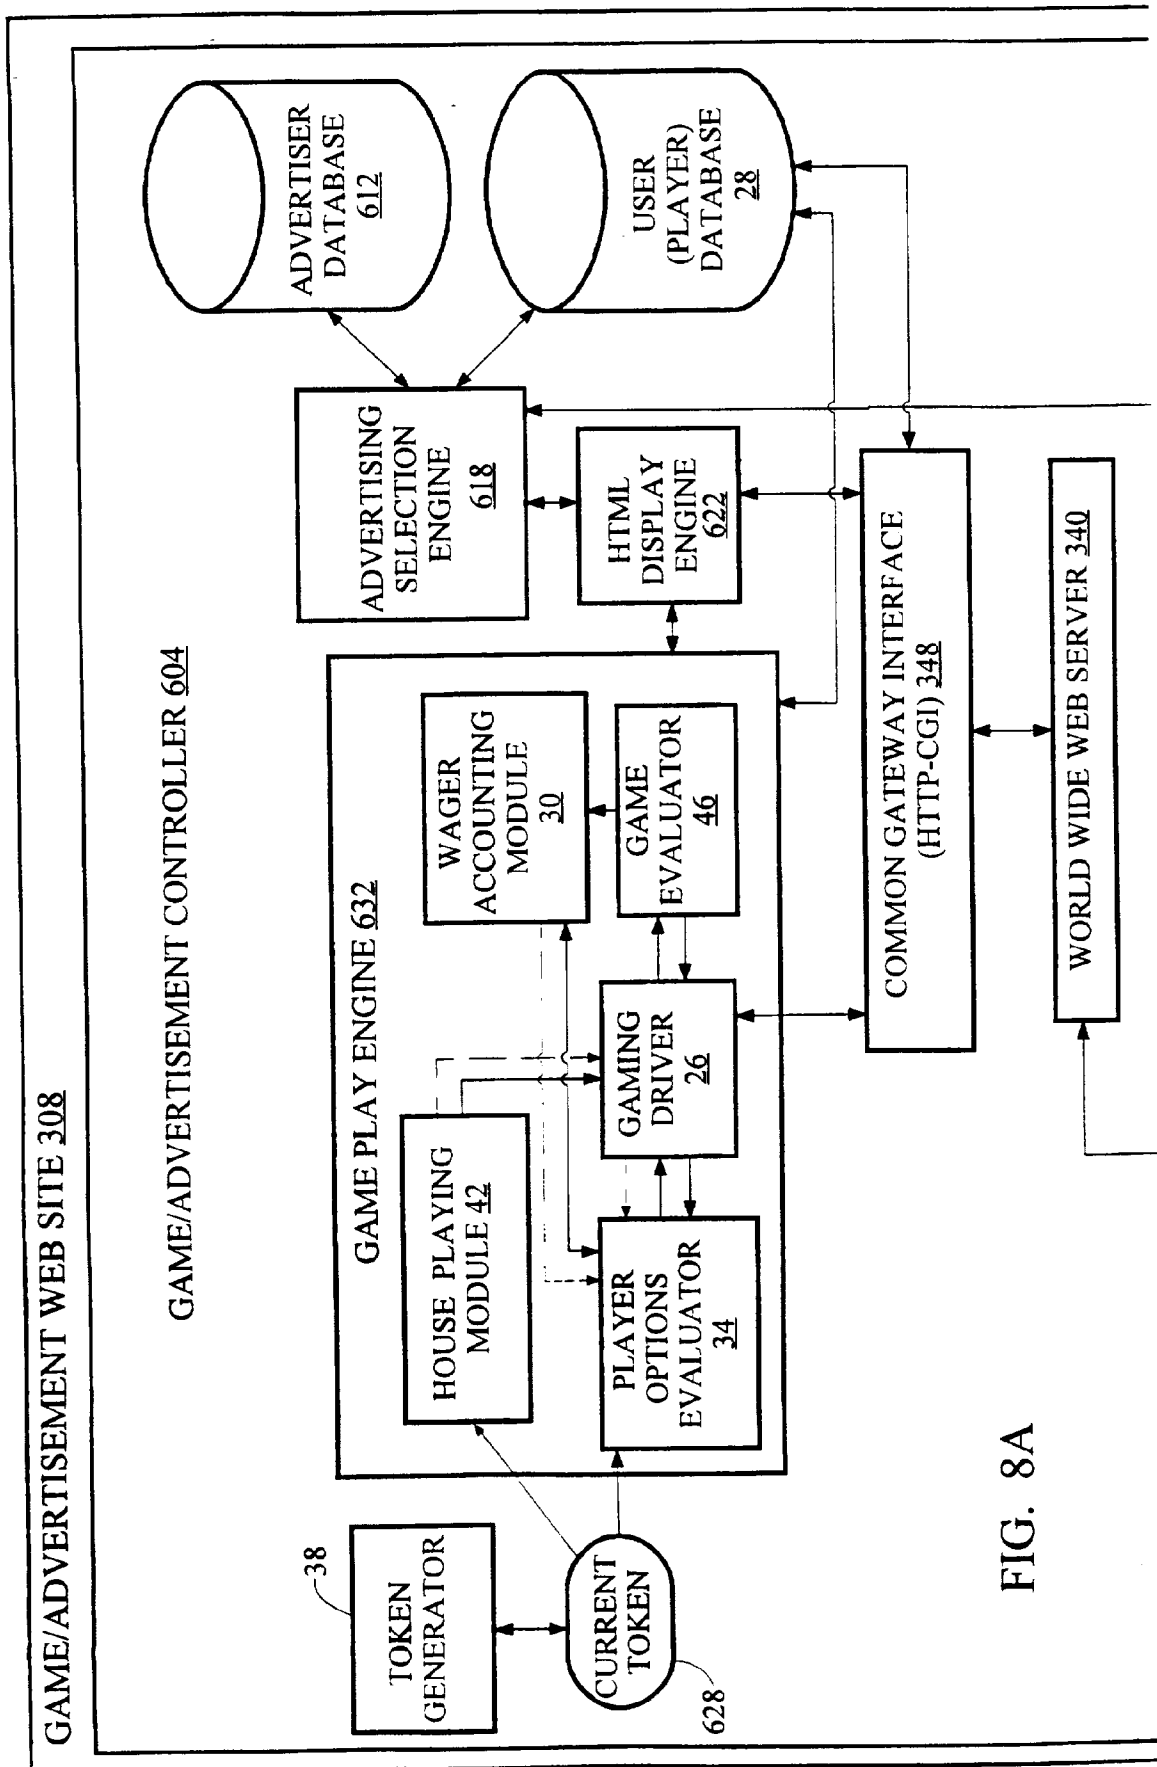 GAME/ADVERTISEMENT WEB SITE 308
GAME/ADVERTISEMENT CONTROLLER 604
TOKEN
GENERATOR
38
CURRENT
TOKEN
628
GAME PLAY ENGINE 632
HOUSE PLAYING
MODULE 42
WAGER
ACCOUNTING
MODULE
30
PLAYER
OPTIONS
EVALUATOR
34
GAMING
DRIVER
26
GAME
EVALUATOR
46
ADVERTISING
SELECTION
ENGINE
618
HTML
DISPLAY
ENGINE
622
ADVERTISER
DATABASE
612
USER
(PLAYER)
DATABASE
28
COMMON GATEWAY INTERFACE
(HTTP-CGI) 348
WORLD WIDE WEB SERVER 340
FIG. 8A